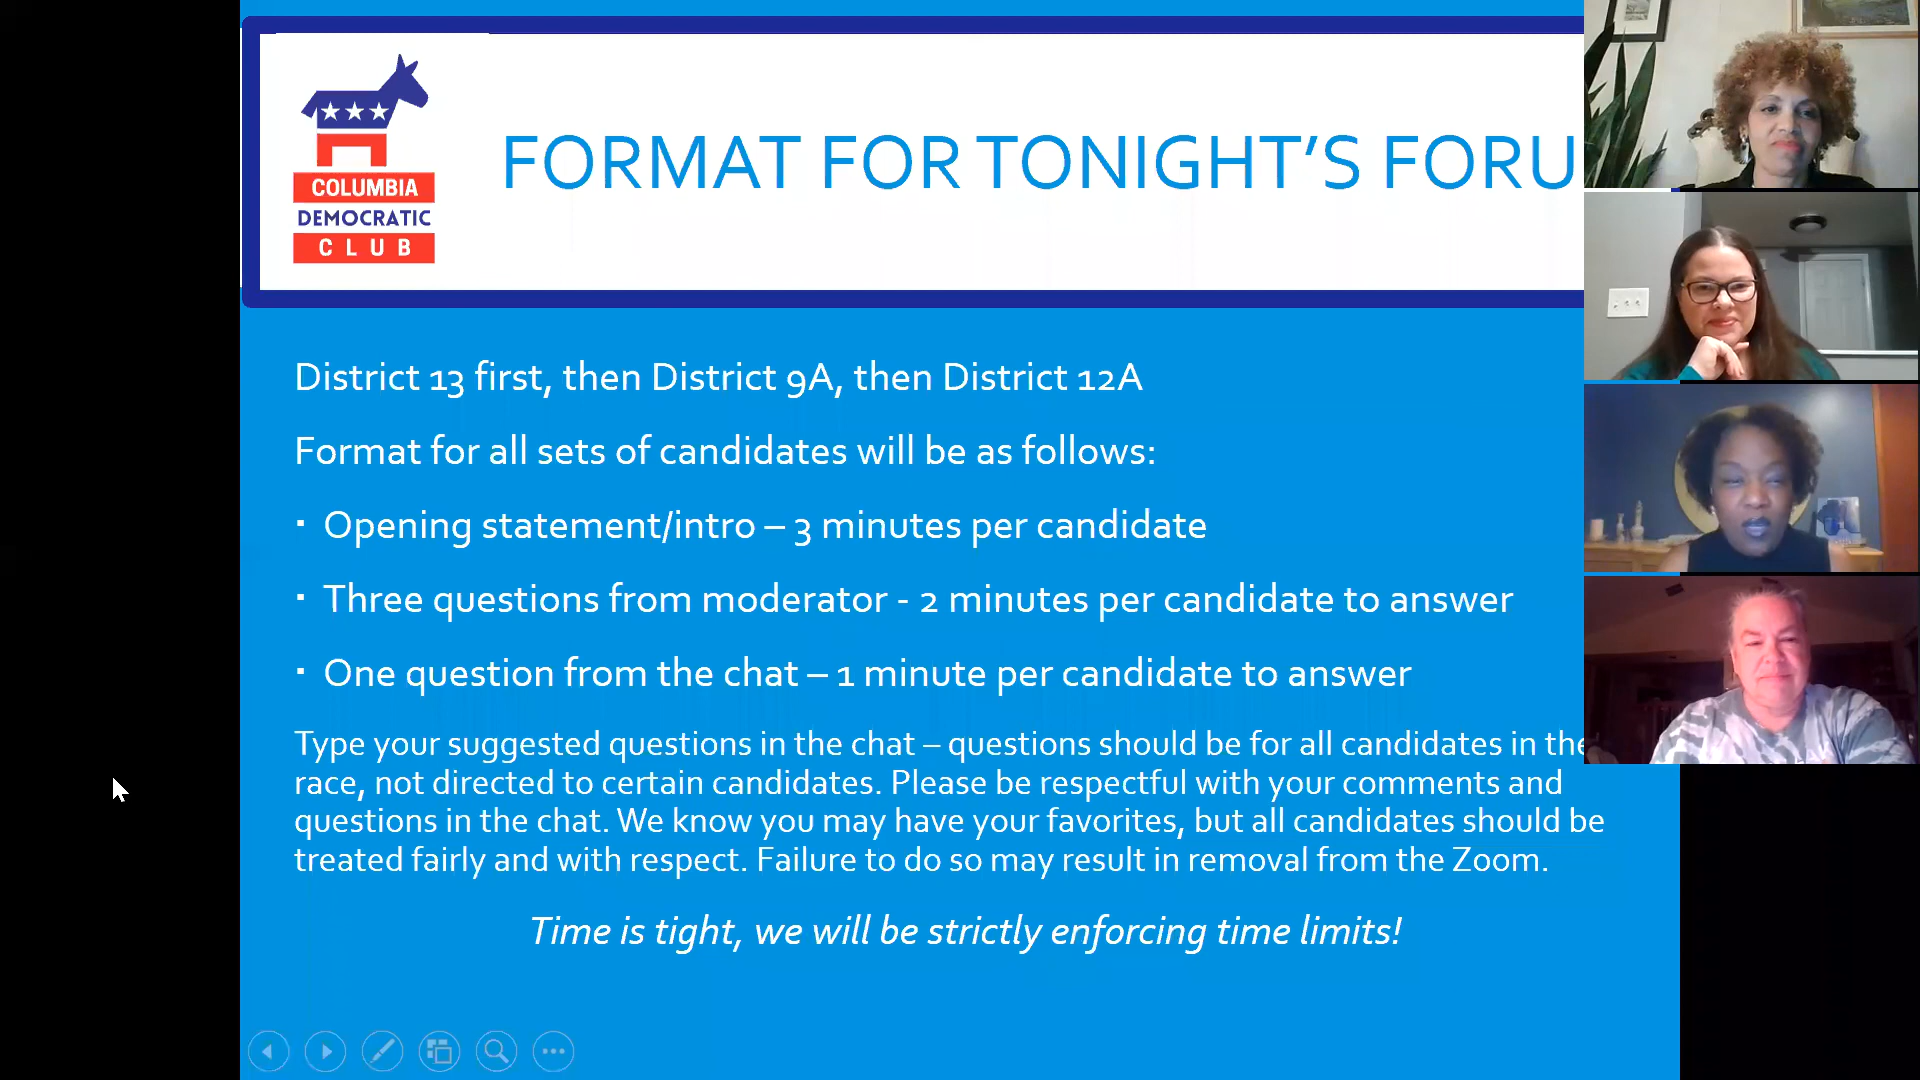 COLUMBIA
DEMOCRATIC
CLUB
FORMAT FOR TONIGHT'S FORU
District 13 first, then District 9A, then District 12A
Format for all sets of candidates will be as follows:
▪ Opening statement/intro – 3 minutes per candidate
▪ Three questions from moderator - 2 minutes per candidate to answer
▪ One question from the chat – 1 minute per candidate to answer
Type your suggested questions in the chat – questions should be for all candidates in the
race, not directed to certain candidates. Please be respectful with your comments and
questions in the chat. We know you may have your favorites, but all candidates should be
treated fairly and with respect. Failure to do so may result in removal from the Zoom.
Time is tight, we will be strictly enforcing time limits!